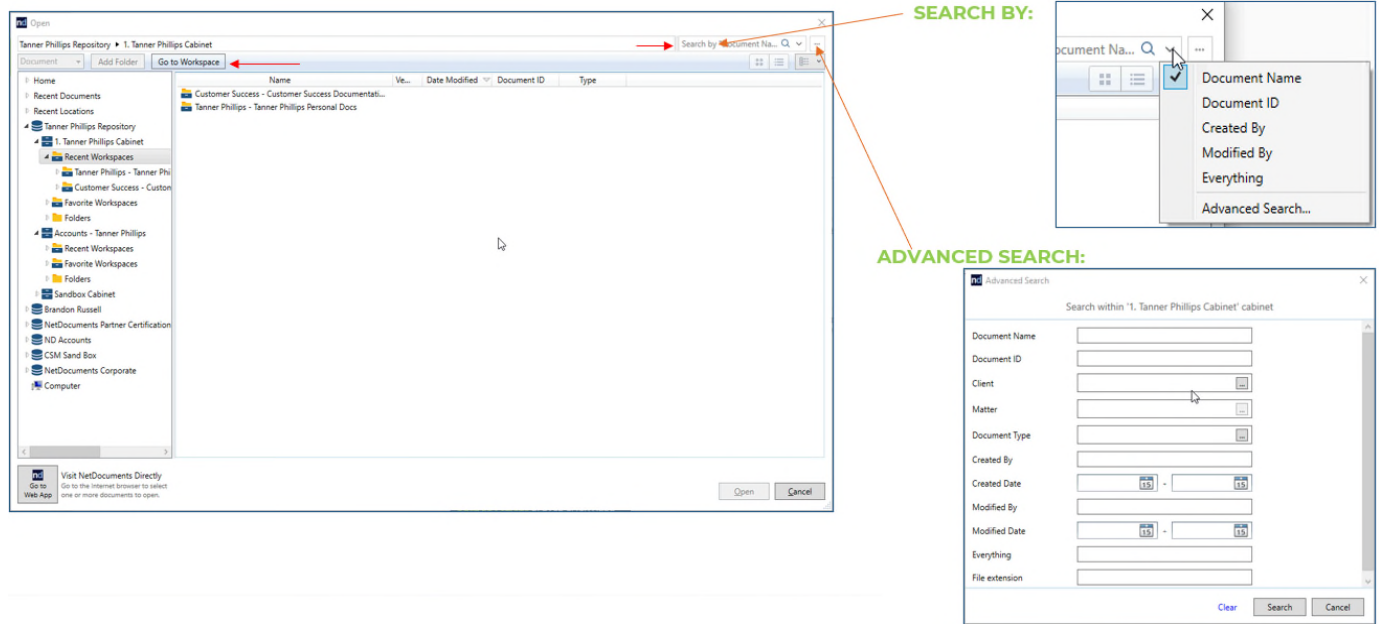 SEARCH BY:
nd Open
Tanner Phillips Repository ▸ 1. Tanner Phillips Cabinet
Search by "Document Na...
Document
Add Folder
Go to Workspace
Name
Ve...
Date Modified
Document ID
Type
Home
Recent Documents
Recent Locations
Tanner Phillips Repository
1. Tanner Phillips Cabinet
Recent Workspaces
Tanner Phillips - Tanner Phi
Customer Success - Custon
Favorite Workspaces
Folders
Accounts - Tanner Phillips
Recent Workspaces
Favorite Workspaces
Folders
Sandbox Cabinet
Brandon Russell
NetDocuments Partner Certification
ND Accounts
CSM Sand Box
NetDocuments Corporate
Computer
Customer Success - Customer Success Documentati...
Tanner Phillips - Tanner Phillips Personal Docs
nd
Go to
Web App
Visit NetDocuments Directly
Go to the Internet browser to select
one or more documents to open.
Open
Cancel
ocument Na...
...
Document Name
Document ID
Created By
Modified By
Everything
Advanced Search...
ADVANCED SEARCH:
nd Advanced Search
Search within '1. Tanner Phillips Cabinet' cabinet
Document Name
Document ID
Client
...
Matter
...
Document Type
...
Created By
Created Date
15 - 15
Modified By
Modified Date
15 - 15
Everything
File extension
Clear
Search
Cancel